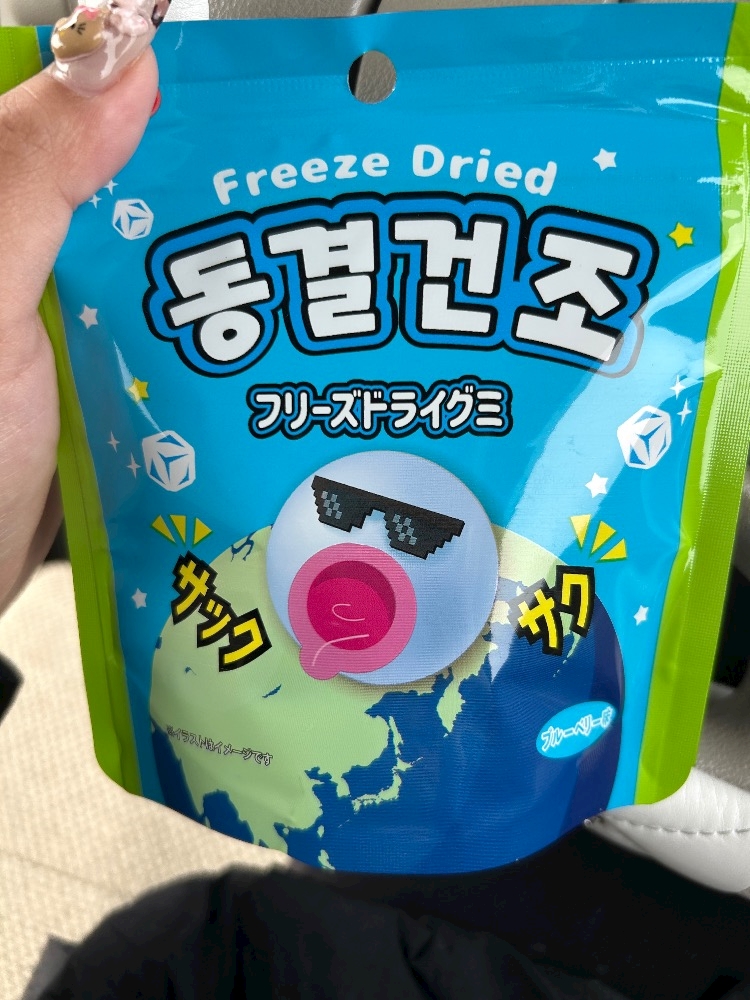 Freeze Dried
동결건조
フリーズドライグミ
サック
サク
ブルーベリー味
※イラストはイメージです